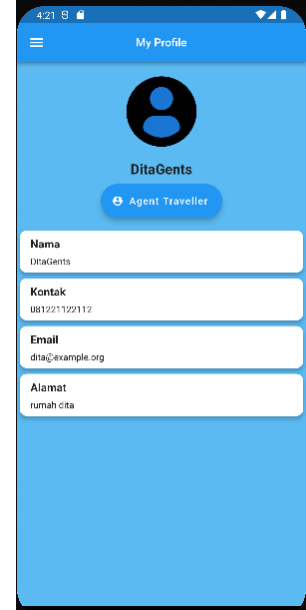 4:21
My Profile
DitaGents
Agent Traveller
Nama
DitaGents
Kontak
081221122112
Email
dita@example.org
Alamat
rumah dita